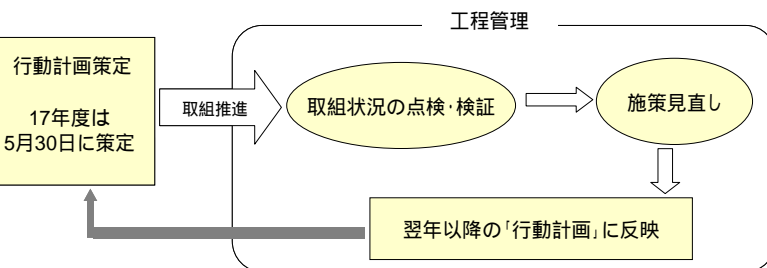 工程管理
行動計画策定
17年度は
5月30日に策定
取組推進
取組状況の点検・検証
施策見直し
翌年以降の「行動計画」に反映